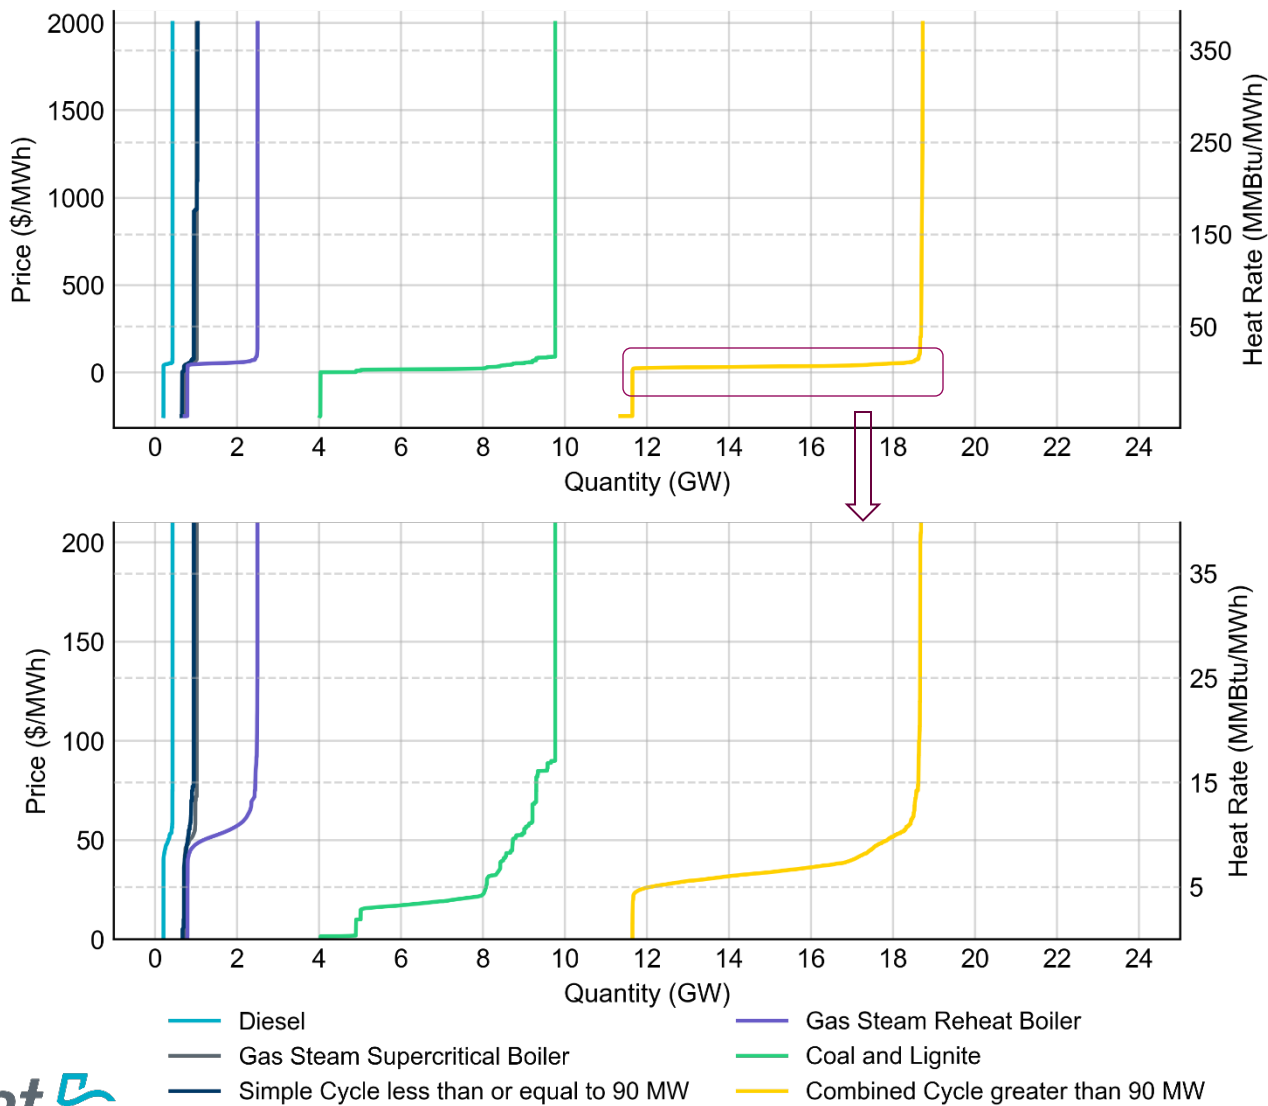 2000
1500
1000
500
0
Price ($/MWh)
350
250
150
50
Heat Rate (MMBtu/MWh)
0 2 4 6 8 10 12 14 16 18 20 22 24
Quantity (GW)
200
150
100
50
0
Price ($/MWh)
35
25
15
5
Heat Rate (MMBtu/MWh)
0 2 4 6 8 10 12 14 16 18 20 22 24
Quantity (GW)
Diesel
Gas Steam Supercritical Boiler
Simple Cycle less than or equal to 90 MW
Gas Steam Reheat Boiler
Coal and Lignite
Combined Cycle greater than 90 MW